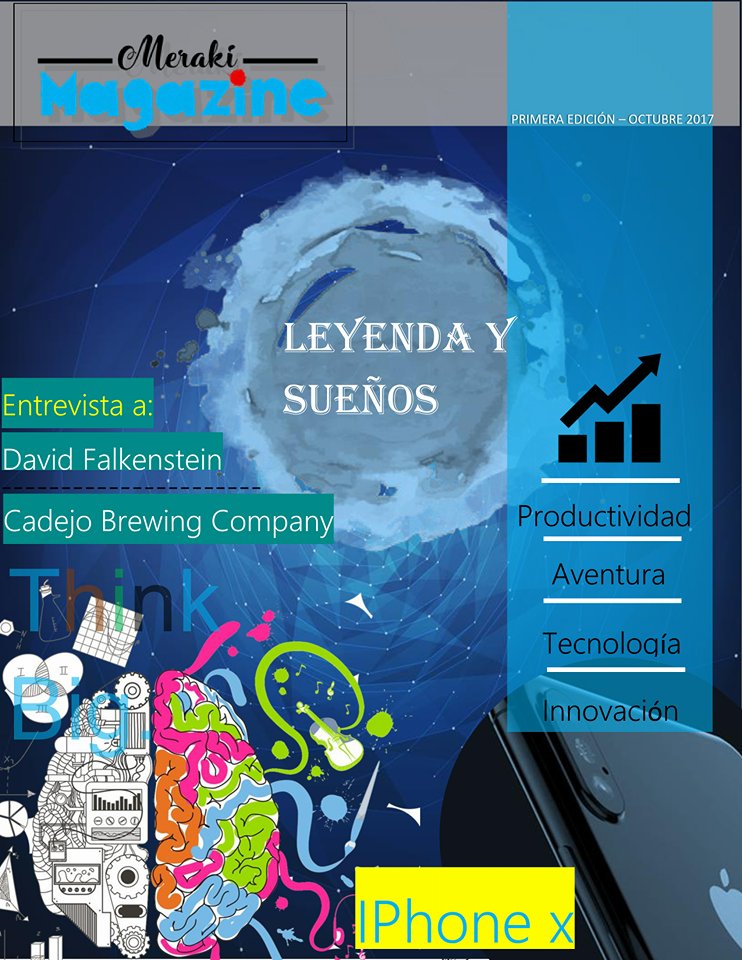 Meraki
Magazine
PRIMERA EDICIÓN – OCTUBRE 2017
LEYENDA Y
SUEÑOS
Entrevista a:
David Falkenstein
Cadejo Brewing Company
Think
Big.
Productividad
Aventura
Tecnología
Innovación
IPhone x